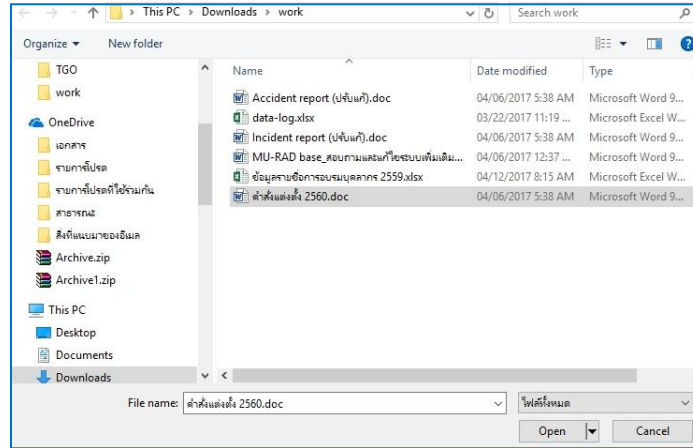 This PC > Downloads > work
Search work
Organize
New folder
TGO
work
OneDrive
เอกสาร
รายการโปรด
รายการโปรดที่ใช้ร่วมกัน
สาธารณะ
สิ่งที่แนบมาของอีเมล
Archive.zip
Archive1.zip
This PC
Desktop
Documents
Downloads
Name Date modified Type
Accident report (ปรับแก้).doc 04/06/2017 5:38 AM Microsoft Word 9...
data-log.xlsx 03/22/2017 11:19 ... Microsoft Excel W...
Incident report (ปรับแก้).doc 04/06/2017 5:38 AM Microsoft Word 9...
MU-RAD base_สอบถามและแก้ไขระบบเพิ่มเติม... 04/06/2017 12:37 ... Microsoft Word 9...
ข้อมูลรายชื่อการอบรมบุคลากร 2559.xlsx 04/12/2017 8:15 AM Microsoft Excel W...
คำสั่งแต่งตั้ง 2560.doc 04/06/2017 5:38 AM Microsoft Word 9...
File name: คำสั่งแต่งตั้ง 2560.doc
ไฟล์ทั้งหมด
Open
Cancel